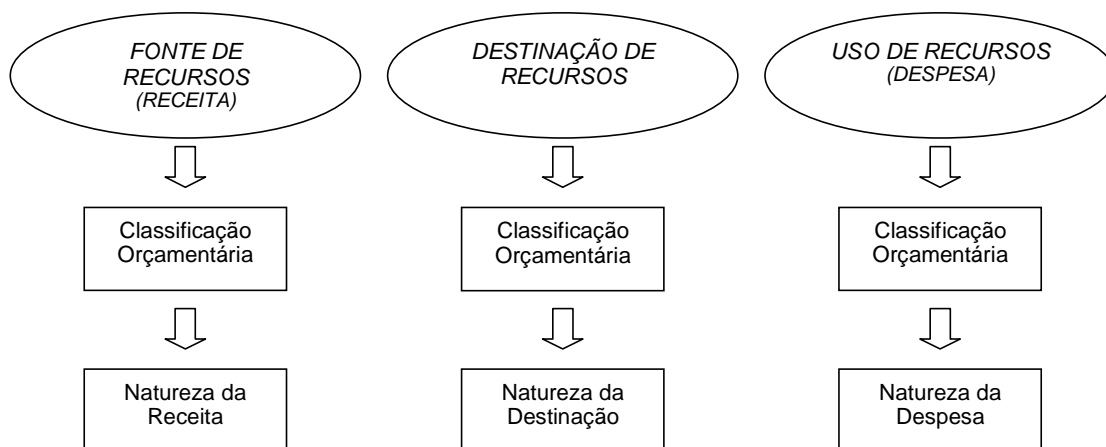 FONTE DE
RECURSOS
(RECEITA)
DESTINAÇÃO DE
RECURSOS
USO DE RECURSOS
(DESPESA)
Classificação
Orçamentária
Classificação
Orçamentária
Classificação
Orçamentária
Natureza da
Receita
Natureza da
Destinação
Natureza da
Despesa